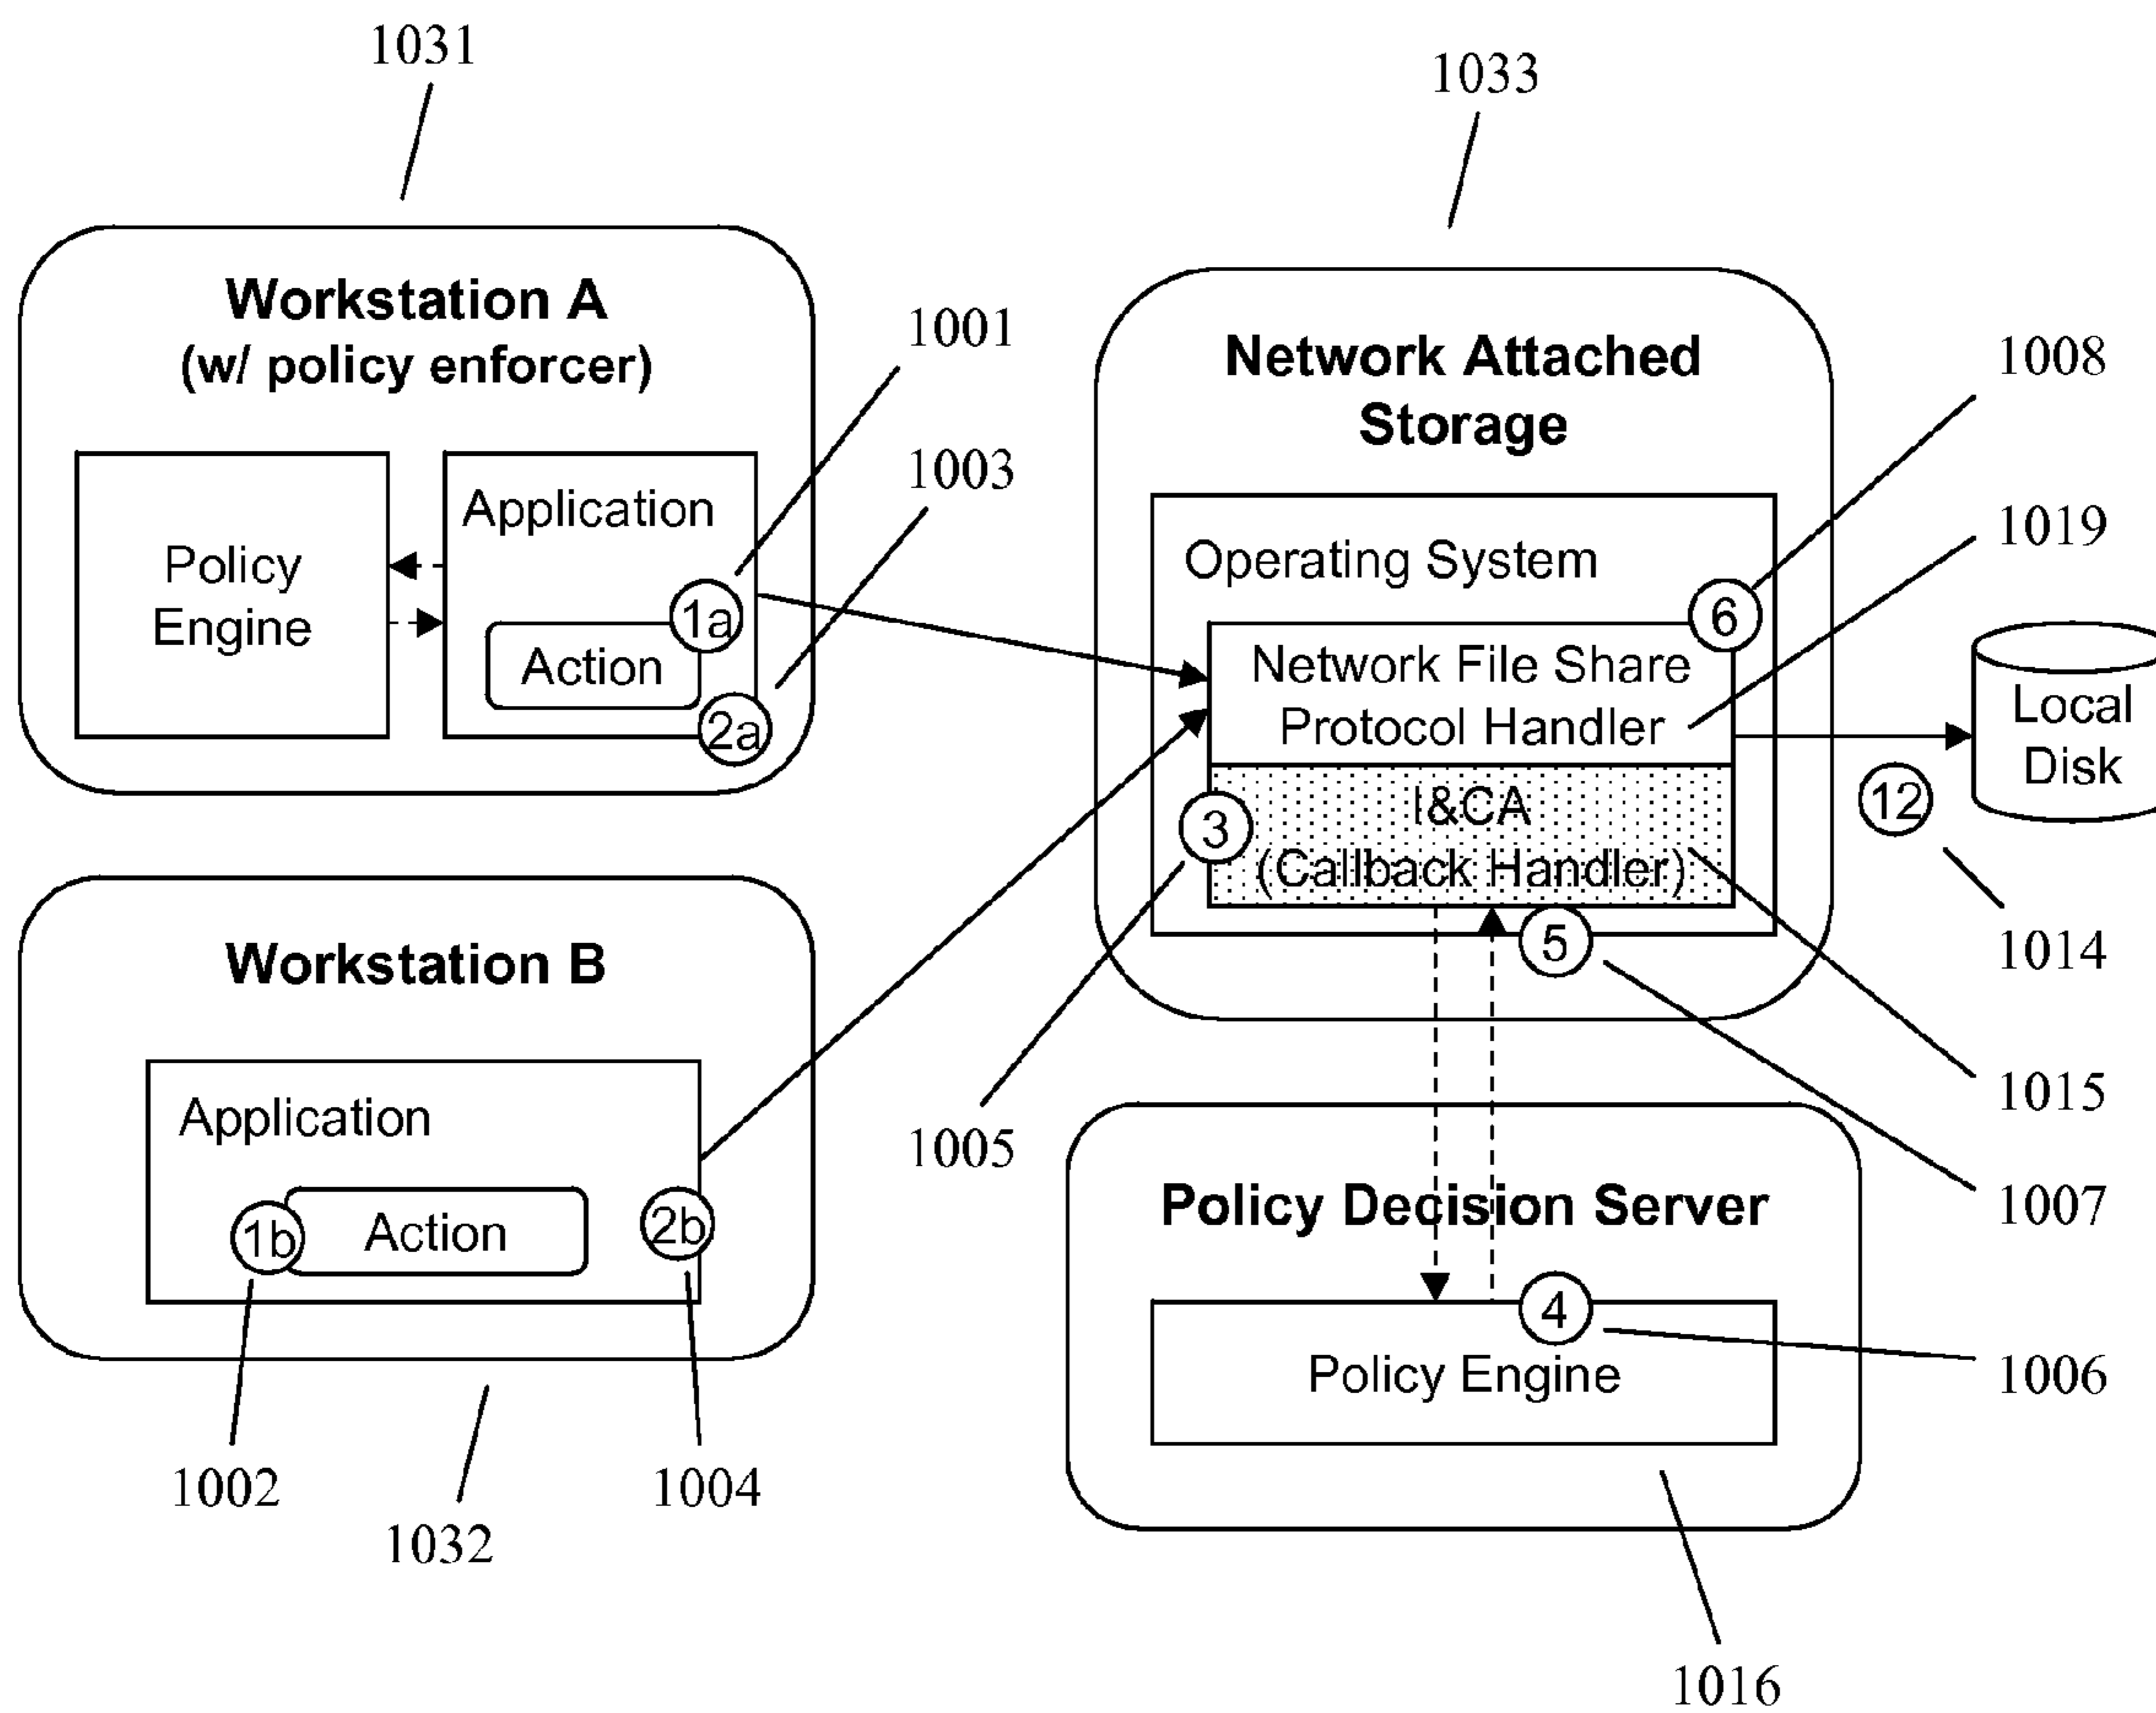 1031
1033
Workstation A
(w/ policy enforcer)
Policy
Engine
Application
Action
1a
2a
1001
1003
Network Attached
Storage
Operating System
6
Network File Share
Protocol Handler
3
I&CA
(Callback Handler)
5
1008
1019
Local
Disk
12
1014
1015
1007
1005
Workstation B
Application
1b
Action
2b
1002
1004
1032
Policy Decision Server
4
Policy Engine
1006
1016